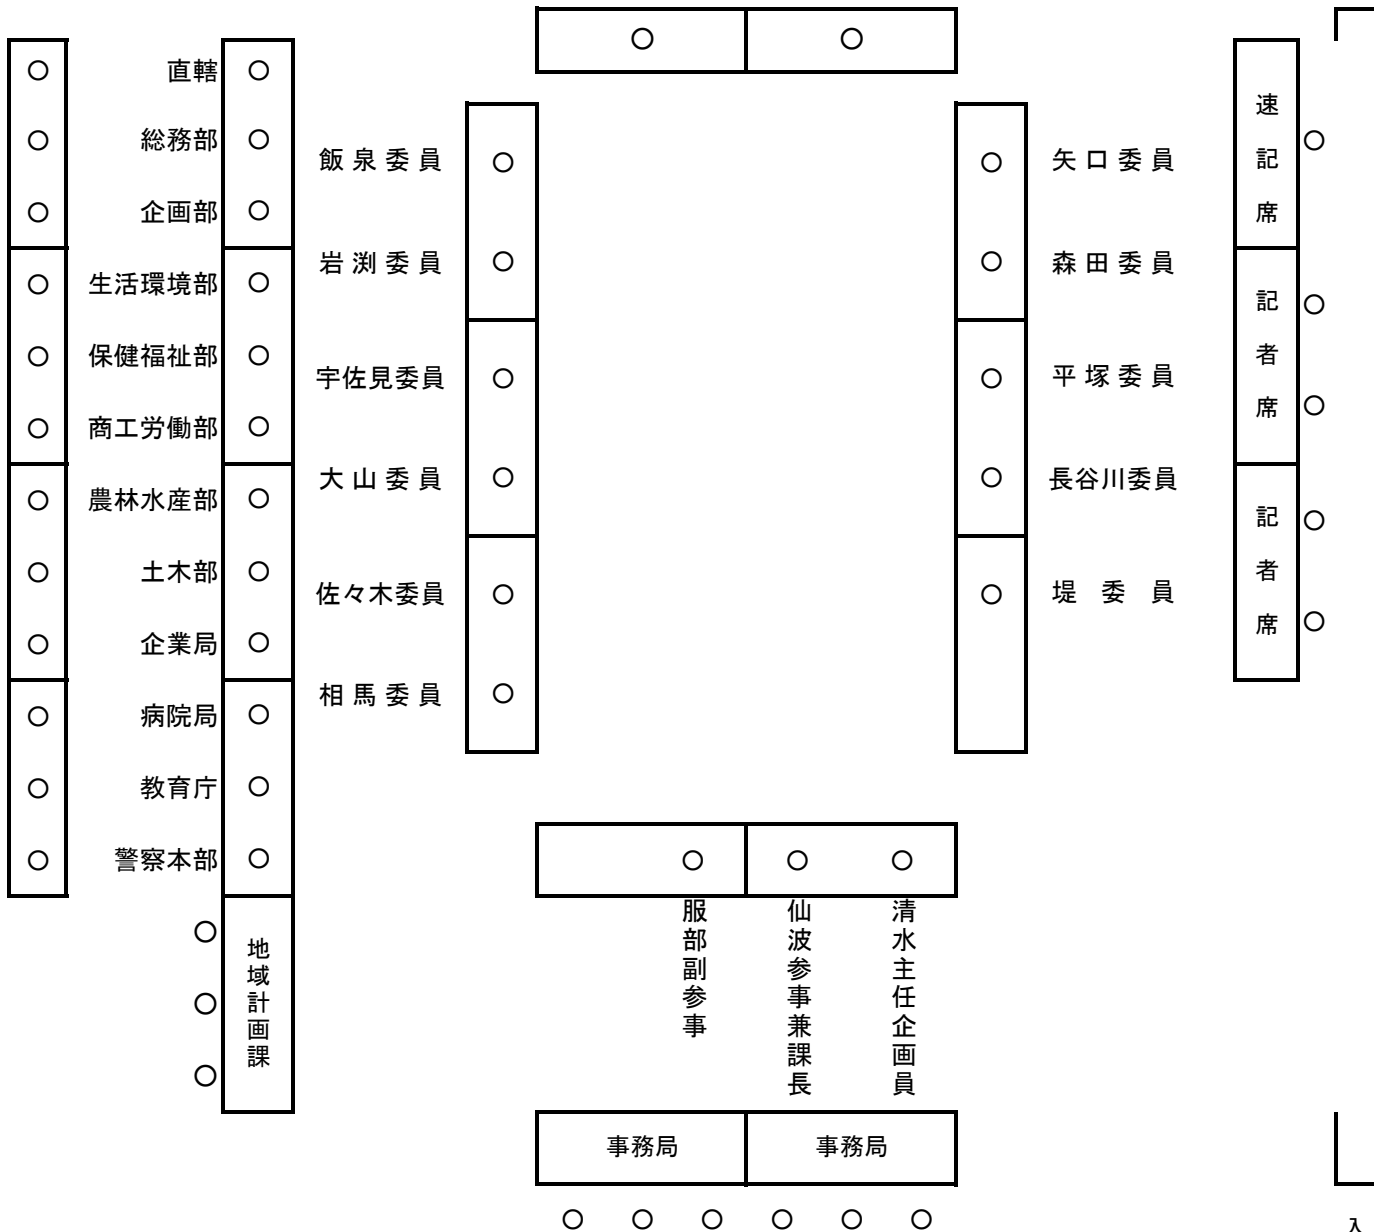 直轄
総務部
企画部
生活環境部
保健福祉部
商工労働部
農林水産部
土木部
企業局
病院局
教育庁
警察本部
地域計画課
飯泉委員
岩渕委員
宇佐見委員
大山委員
佐々木委員
相馬委員
矢口委員
森田委員
平塚委員
長谷川委員
堤委員
速記席
記者席
記者席
服部副参事
仙波参事兼課長
清水主任企画員
事務局
事務局